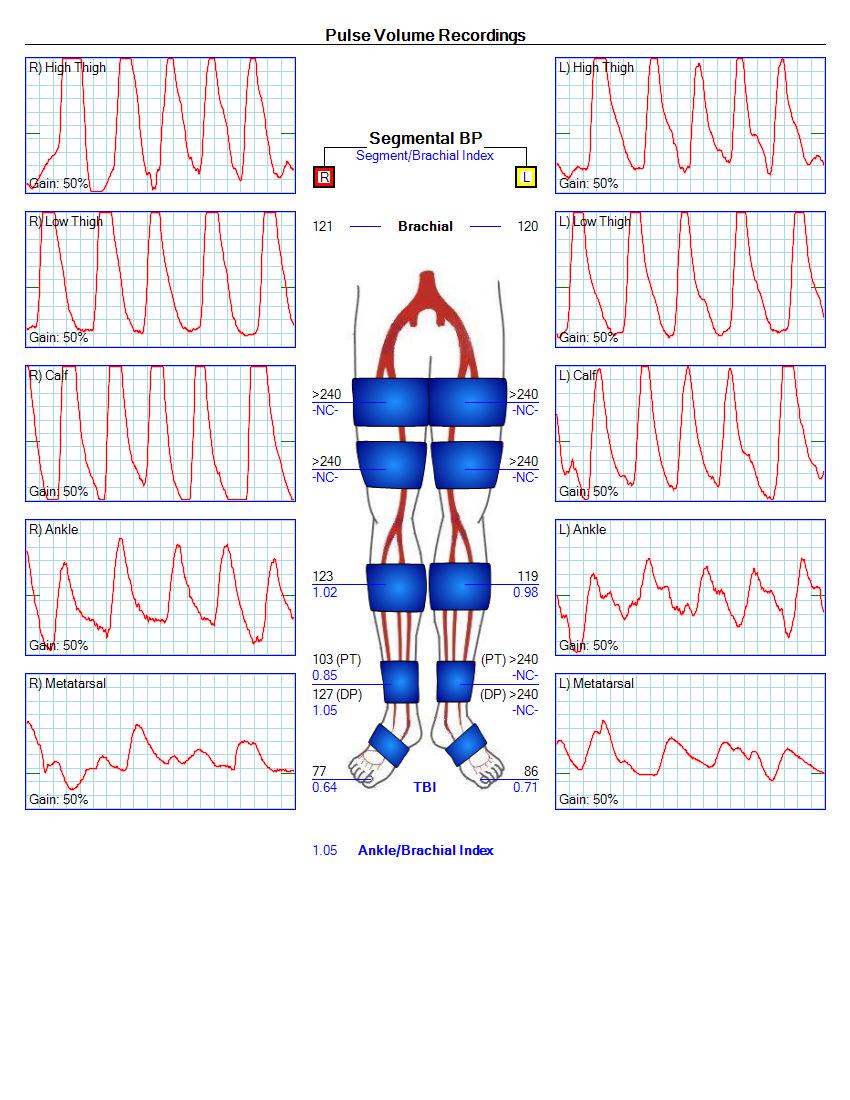 Pulse Volume Recordings
R) High Thigh
Gain: 50%
R) Low Thigh
Gain: 50%
R) Calf
Gain: 50%
R) Ankle
Gain: 50%
R) Metatarsal
Gain: 50%
Segmental BP
Segment/Brachial Index
R
L
121 Brachial 120
>240 >240
-NC- -NC-
>240 >240
-NC- -NC-
123 119
1.02 0.98
103 (PT) (PT) >240
0.85 -NC-
127 (DP) (DP) >240
1.05 -NC-
77 86
0.64 TBI 0.71
1.05 Ankle/Brachial Index
L) High Thigh
Gain: 50%
L) Low Thigh
Gain: 50%
L) Calf
Gain: 50%
L) Ankle
Gain: 50%
L) Metatarsal
Gain: 50%